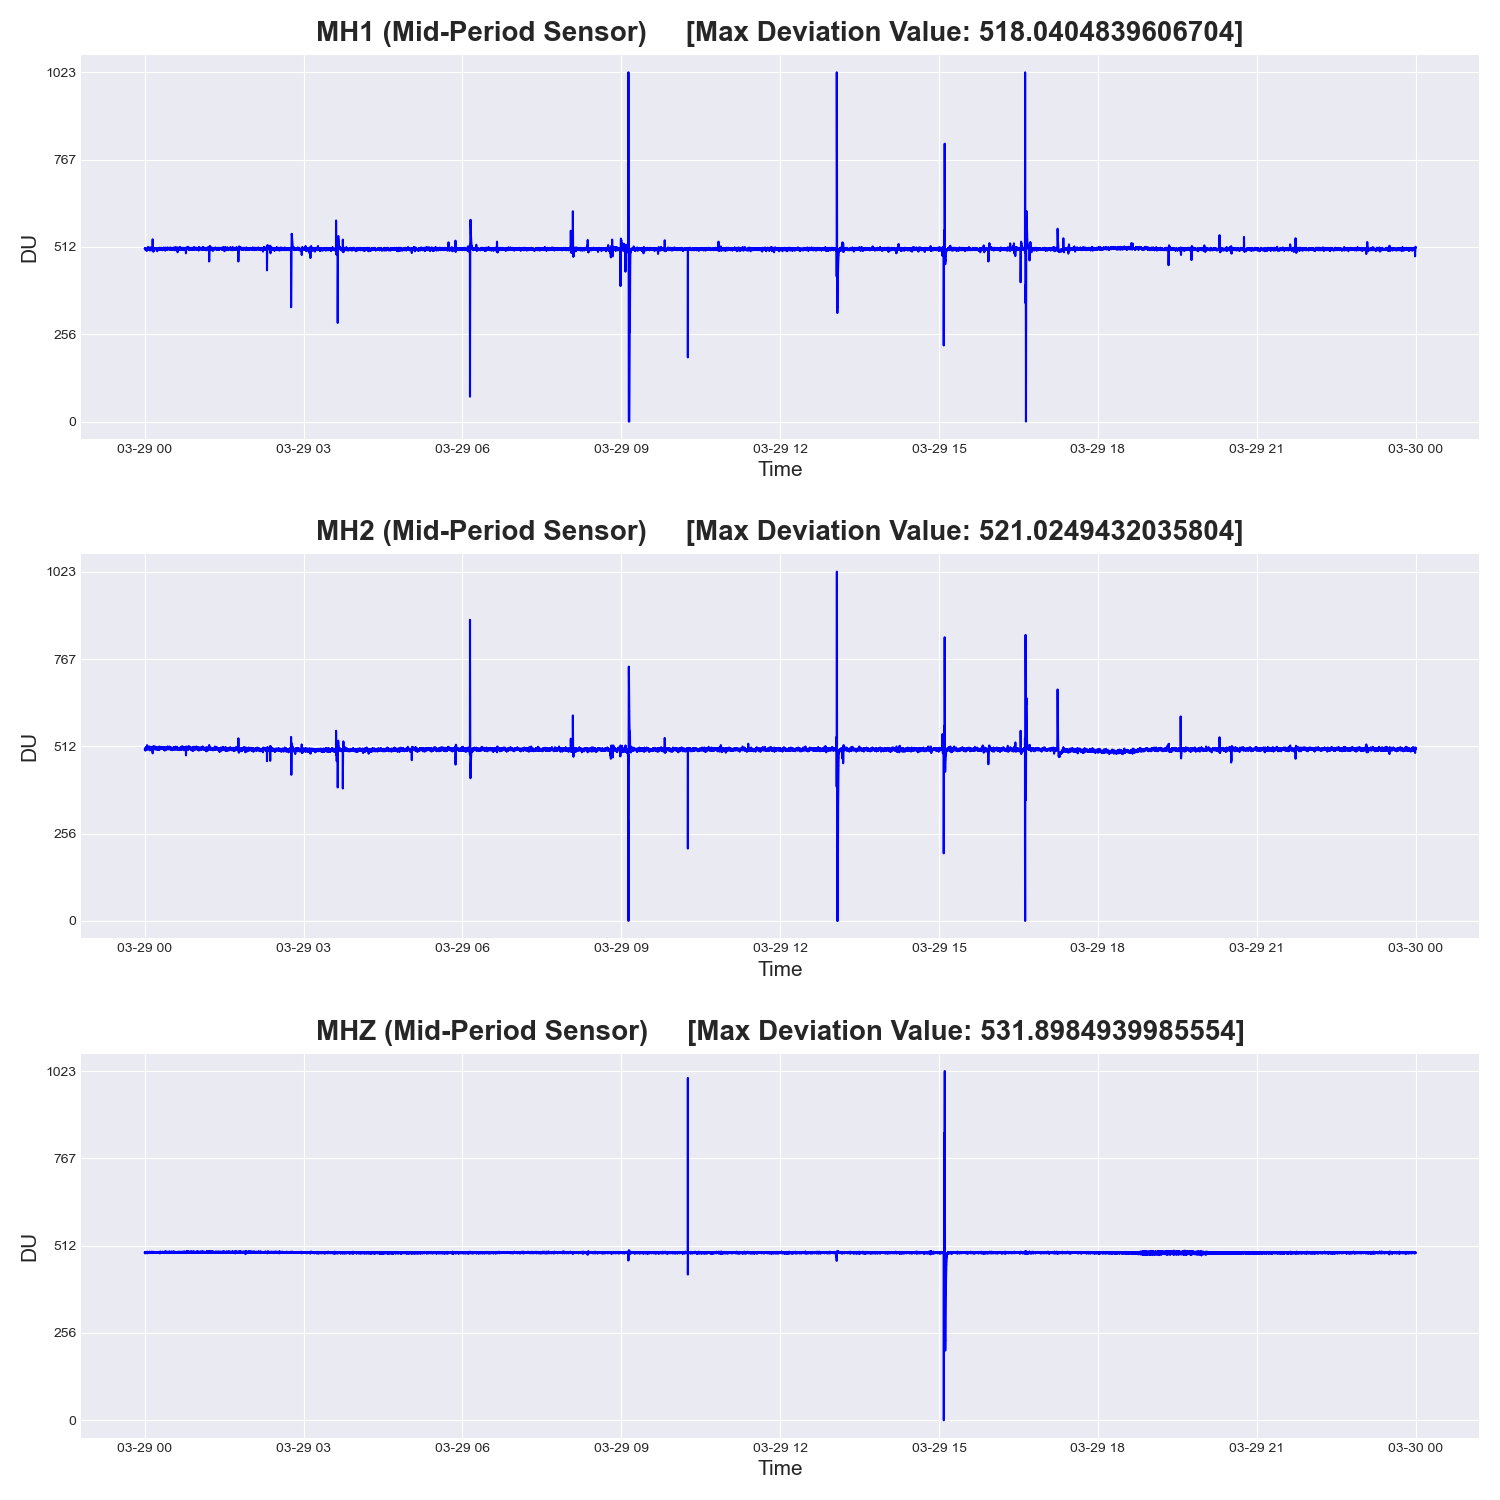 MH1 (Mid-Period Sensor)     [Max Deviation Value: 518.0404839606704]
1023
767
512
256
0
DU
03-29 00 03-29 03 03-29 06 03-29 09 03-29 12 03-29 15 03-29 18 03-29 21 03-30 00
Time
MH2 (Mid-Period Sensor)     [Max Deviation Value: 521.0249432035804]
1023
767
512
256
0
DU
03-29 00 03-29 03 03-29 06 03-29 09 03-29 12 03-29 15 03-29 18 03-29 21 03-30 00
Time
MHZ (Mid-Period Sensor)     [Max Deviation Value: 531.8984939985554]
1023
767
512
256
0
DU
03-29 00 03-29 03 03-29 06 03-29 09 03-29 12 03-29 15 03-29 18 03-29 21 03-30 00
Time